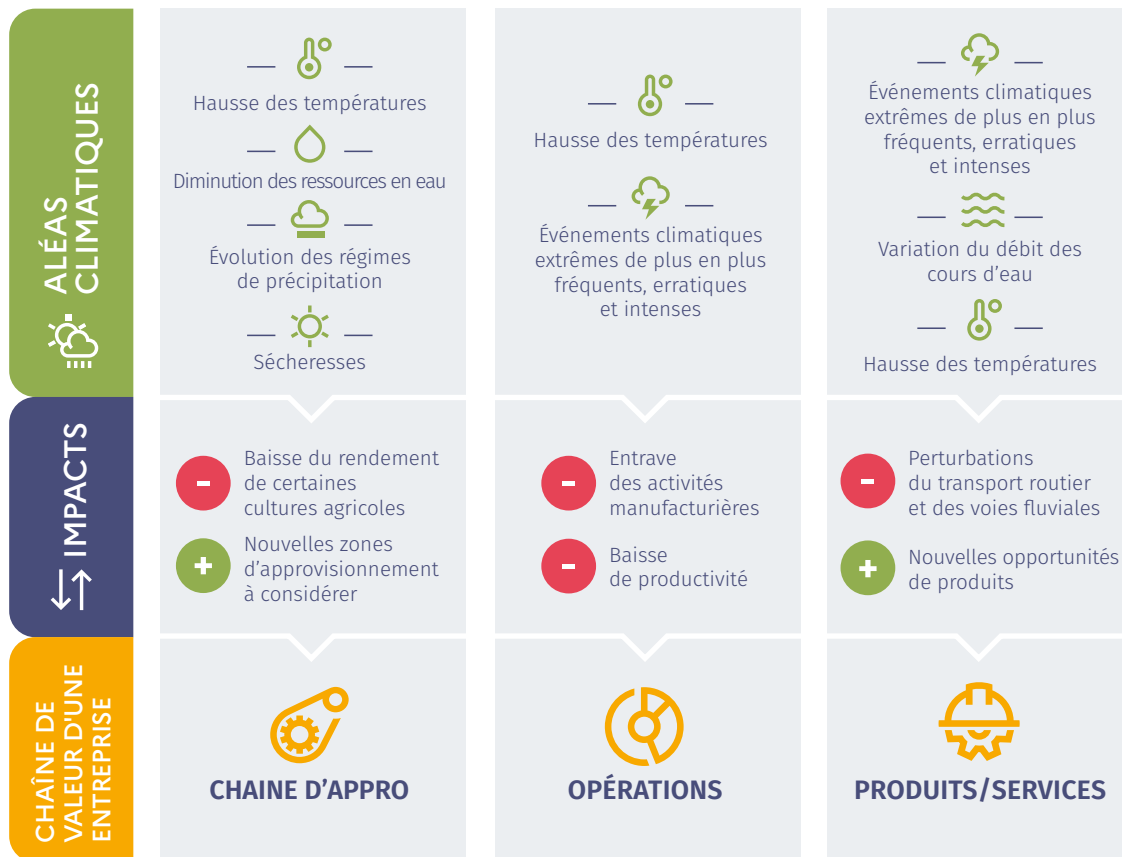 ALÉAS
CLIMATIQUES
Hausse des températures
Diminution des ressources en eau
Évolution des régimes
de précipitation
Sécheresses
Hausse des températures
Événements climatiques
extrêmes de plus en plus
fréquents, erratiques
et intenses
Événements climatiques
extrêmes de plus en plus
fréquents, erratiques
et intenses
Variation du débit des
cours d'eau
Hausse des températures
IMPACTS
-
Baisse du rendement
de certaines
cultures agricoles
+
Nouvelles zones
d'approvisionnement
à considérer
-
Entrave
des activités
manufacturières
-
Baisse
de productivité
-
Perturbations
du transport routier
et des voies fluviales
+
Nouvelles opportunités
de produits
CHAÎNE DE
VALEUR D'UNE
ENTREPRISE
CHAINE D'APPRO
OPÉRATIONS
PRODUITS/SERVICES